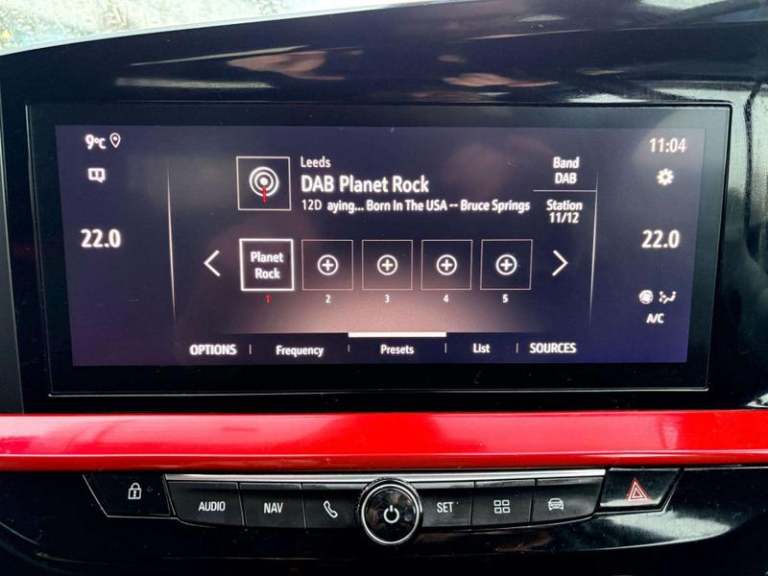 9°C
11:04
Leeds
DAB Planet Rock
12D aying... Born In The USA -- Bruce Springs
Band
DAB
Station
11/12
22.0
22.0
Planet
Rock
1
2
3
4
5
A/C
OPTIONS
Frequency
Presets
List
SOURCES
AUDIO
NAV
SET